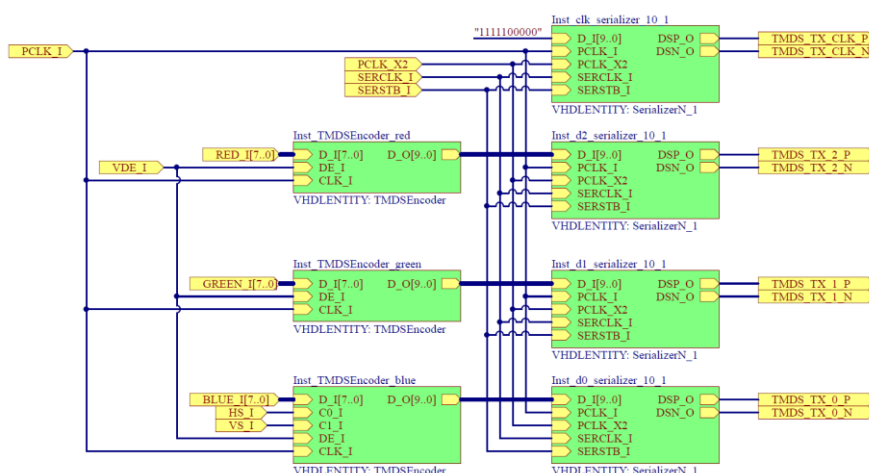 Inst_clk_serializer_10_1
"1111100000"
D_I[9..0] DSP_O TMDS_TX_CLK_P
PCLK_I
PCLK_I DSN_O TMDS_TX_CLK_N
PCLK_X2
PCLK_X2
SERCLK_I
SERCLK_I
SERSTB_I
SERSTB_I
VHDLENTITY: SerializerN_1
Inst_TMDSEncoder_red
Inst_d2_serializer_10_1
RED_I[7..0]
D_I[7..0] D_O[9..0]
D_I[9..0] DSP_O TMDS_TX_2_P
VDE_I
DE_I
PCLK_I DSN_O TMDS_TX_2_N
CLK_I
PCLK_X2
SERCLK_I
VHDLENTITY: TMDSEncoder
SERSTB_I
VHDLENTITY: SerializerN_1
Inst_TMDSEncoder_green
Inst_d1_serializer_10_1
GREEN_I[7..0]
D_I[7..0] D_O[9..0]
D_I[9..0] DSP_O TMDS_TX_1_P
DE_I
PCLK_I DSN_O TMDS_TX_1_N
CLK_I
PCLK_X2
SERCLK_I
VHDLENTITY: TMDSEncoder
SERSTB_I
VHDLENTITY: SerializerN_1
Inst_TMDSEncoder_blue
Inst_d0_serializer_10_1
BLUE_I[7..0]
D_I[7..0] D_O[9..0]
D_I[9..0] DSP_O TMDS_TX_0_P
HS_I
C0_I
PCLK_I DSN_O TMDS_TX_0_N
VS_I
C1_I
PCLK_X2
DE_I
SERCLK_I
CLK_I
SERSTB_I
VHDLENTITY: TMDSEncoder
VHDLENTITY: SerializerN_1